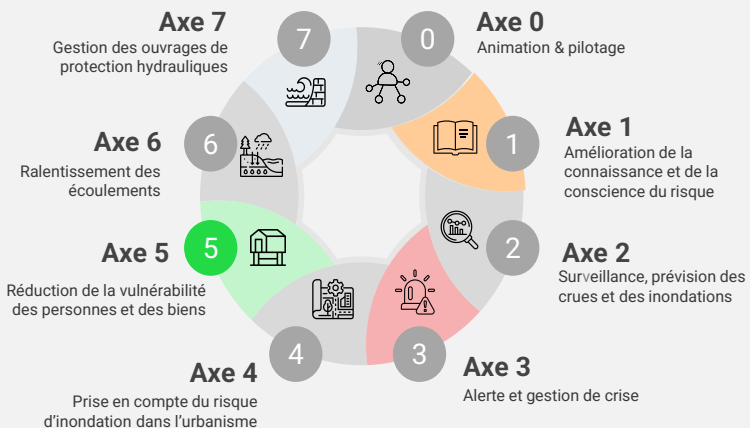 Axe 7
Gestion des ouvrages de
protection hydrauliques
7
0
Axe 0
Animation & pilotage
Axe 6
Ralentissement des
écoulements
6
1
Axe 1
Amélioration de la
connaissance et de la
conscience du risque
Axe 5
Réduction de la vulnérabilité
des personnes et des biens
5
2
Axe 2
Surveillance, prévision des
crues et des inondations
Axe 4
Prise en compte du risque
d'inondation dans l'urbanisme
4
3
Axe 3
Alerte et gestion de crise